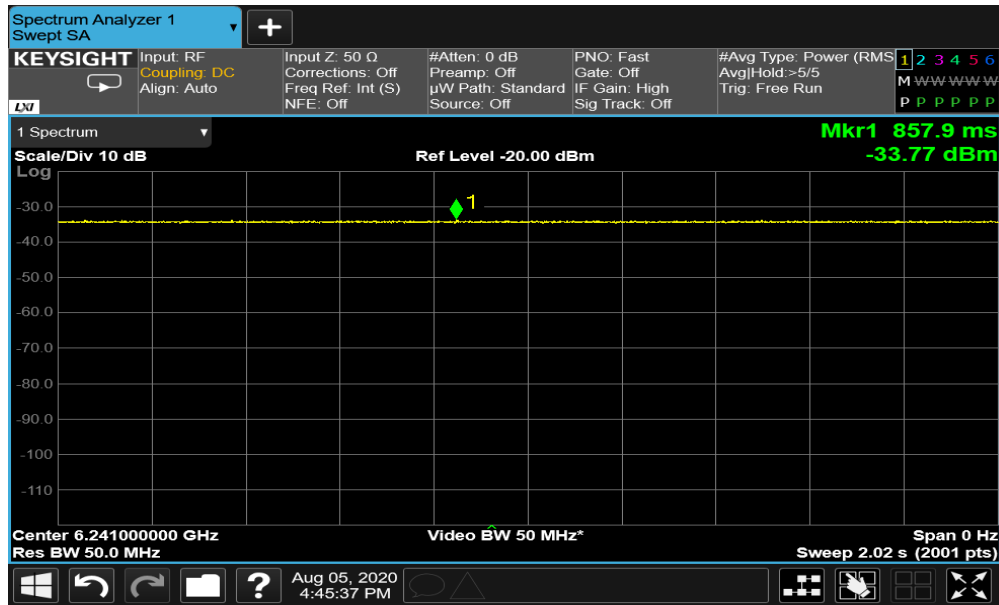 Spectrum Analyzer 1
Swept SA
+
KEYSIGHT
LXI
Input: RF
Coupling: DC
Align: Auto
Input Z: 50 Ω
Corrections: Off
Freq Ref: Int (S)
NFE: Off
#Atten: 0 dB
Preamp: Off
µW Path: Standard
Source: Off
PNO: Fast
Gate: Off
IF Gain: High
Sig Track: Off
#Avg Type: Power (RMS
Avg|Hold:>5/5
Trig: Free Run
1 2 3 4 5 6
M W W W W W
P P P P P P
1 Spectrum
Mkr1 857.9 ms
-33.77 dBm
Scale/Div 10 dB
Ref Level -20.00 dBm
Log
1
-30.0
-40.0
-50.0
-60.0
-70.0
-80.0
-90.0
-100
-110
Center 6.241000000 GHz
Video BW 50 MHz*
Span 0 Hz
Res BW 50.0 MHz
Sweep 2.02 s (2001 pts)
?
Aug 05, 2020
4:45:37 PM